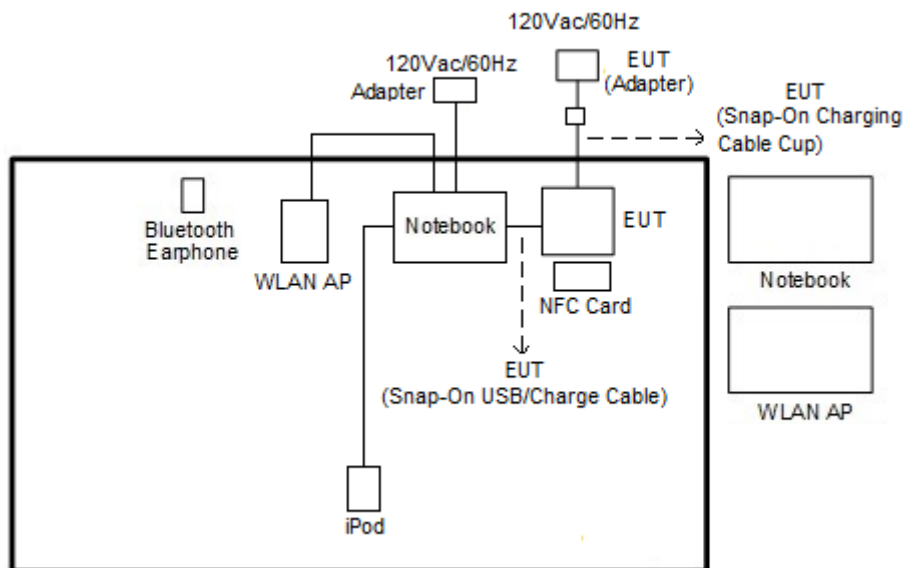 120Vac/60Hz
EUT
(Adapter)
120Vac/60Hz
Adapter
EUT
(Snap-On Charging
Cable Cup)
Bluetooth
Earphone
WLAN AP
Notebook
EUT
NFC Card
Notebook
EUT
(Snap-On USB/Charge Cable)
WLAN AP
iPod